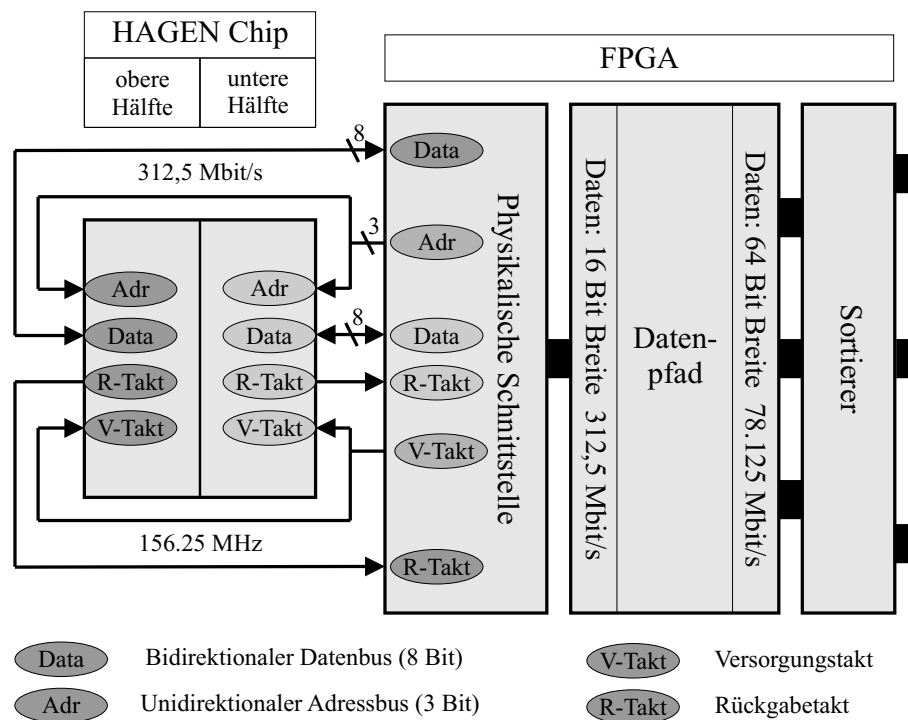 HAGEN Chip
obere
Hälfte
untere
Hälfte
FPGA
8
312,5 Mbit/s
3
Data
Adr
Data
R-Takt
V-Takt
R-Takt
Adr
Data
R-Takt
V-Takt
Adr
Data
R-Takt
V-Takt
8
156.25 MHz
Physikalische Schnittstelle
Daten: 16 Bit Breite 312,5 Mbit/s
Daten-
pfad
Daten: 64 Bit Breite 78.125 Mbit/s
Sortierer
Data
Bidirektionaler Datenbus (8 Bit)
V-Takt
Versorgungstakt
Adr
Unidirektionaler Adressbus (3 Bit)
R-Takt
Rückgabetakt